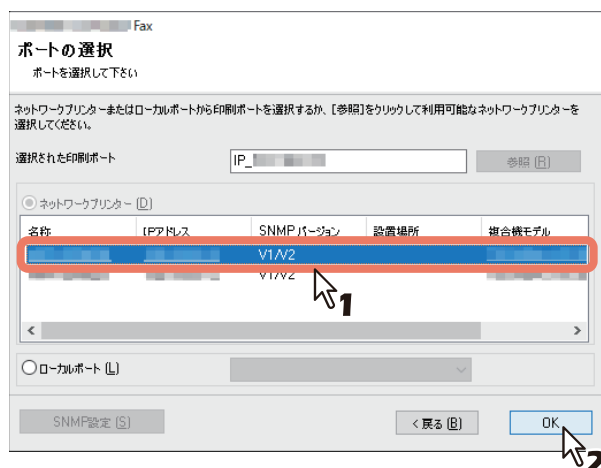 Fax
ポートの選択
ポートを選択して下さい
ネットワークプリンターまたはローカルポートから印刷ポートを選択するか、[参照]をクリックして利用可能なネットワークプリンターを
選択してください。
選択された印刷ポート
IP_
参照 (R)
ネットワークプリンター (D)
名称 IPアドレス SNMPバージョン 設置場所 複合機モデル
V1/V2
V1/V2
1
ローカルポート (L)
SNMP設定 (S)
< 戻る (B)
OK
2